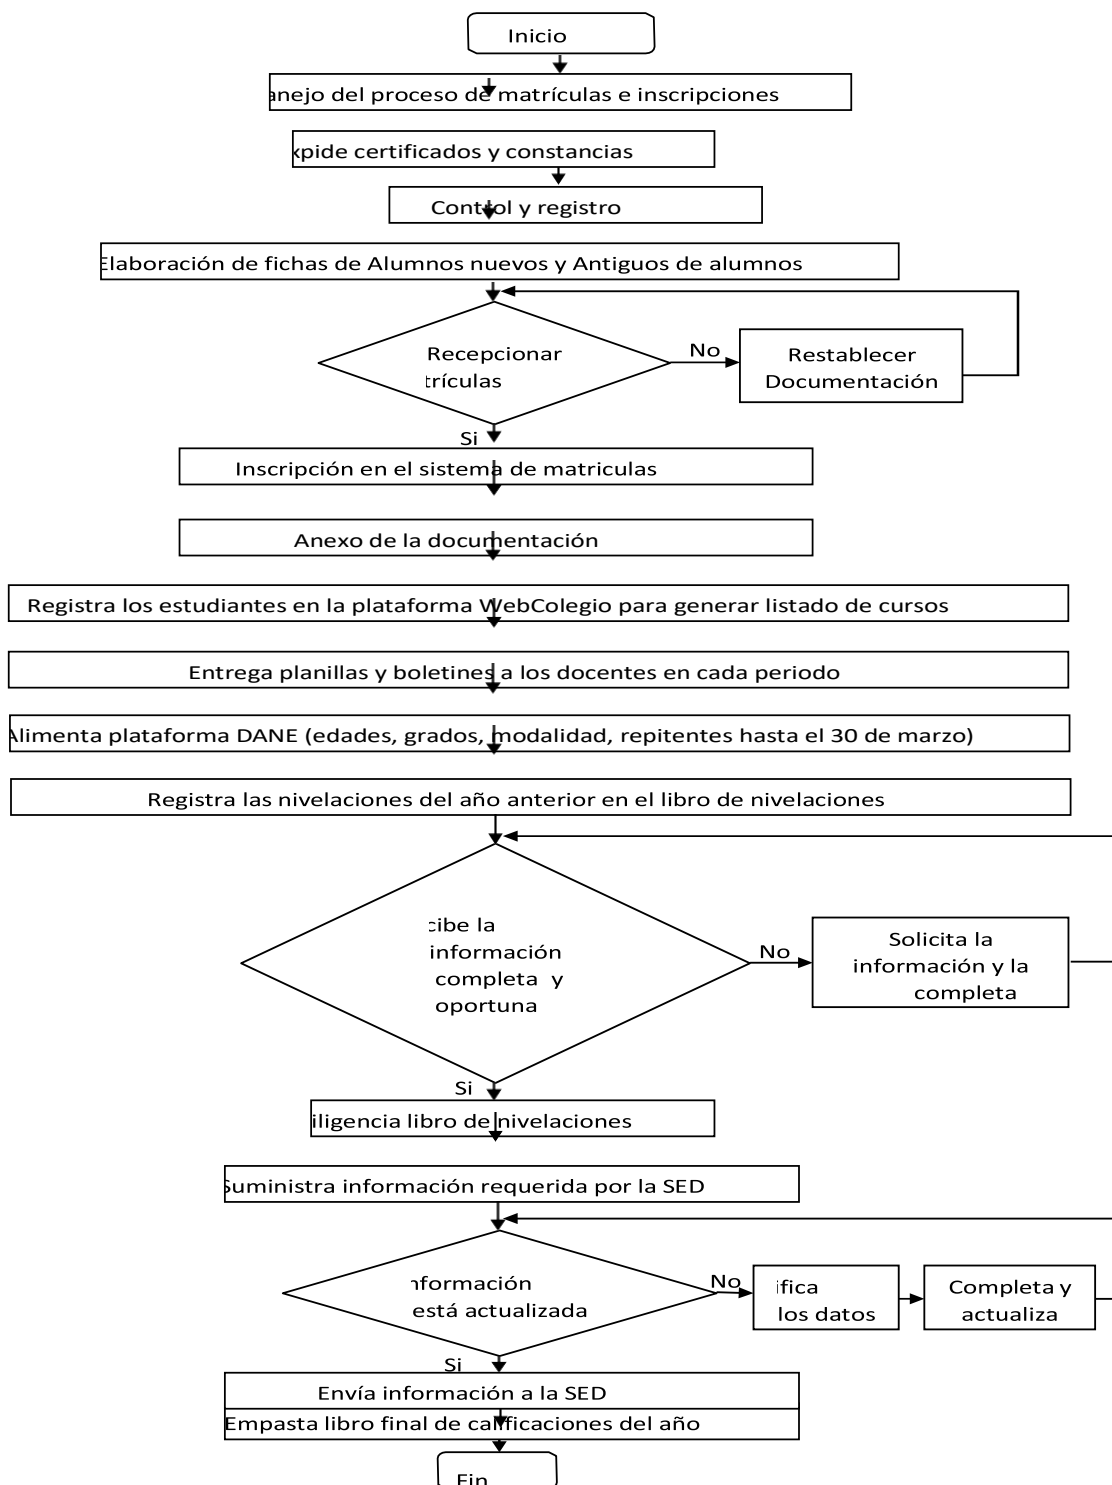 Inicio
anejo del proceso de matrículas e inscripciones
xpide certificados y constancias
Control y registro
Elaboración de fichas de Alumnos nuevos y Antiguos de alumnos
Recepcionar
trículas
No
Restablecer
Documentación
Si
Inscripción en el sistema de matriculas
Anexo de la documentación
Registra los estudiantes en la plataforma WebColegio para generar listado de cursos
Entrega planillas y boletines a los docentes en cada periodo
Alimenta plataforma DANE (edades, grados, modalidad, repitentes hasta el 30 de marzo)
Registra las nivelaciones del año anterior en el libro de nivelaciones
cibe la
información
completa y
oportuna
No
Solicita la
información y la
completa
Si
iligencia libro de nivelaciones
Suministra información requerida por la SED
nformación
está actualizada
No
ifica
los datos
Completa y
actualiza
Si
Envía información a la SED
Empasta libro final de calificaciones del año
Fin